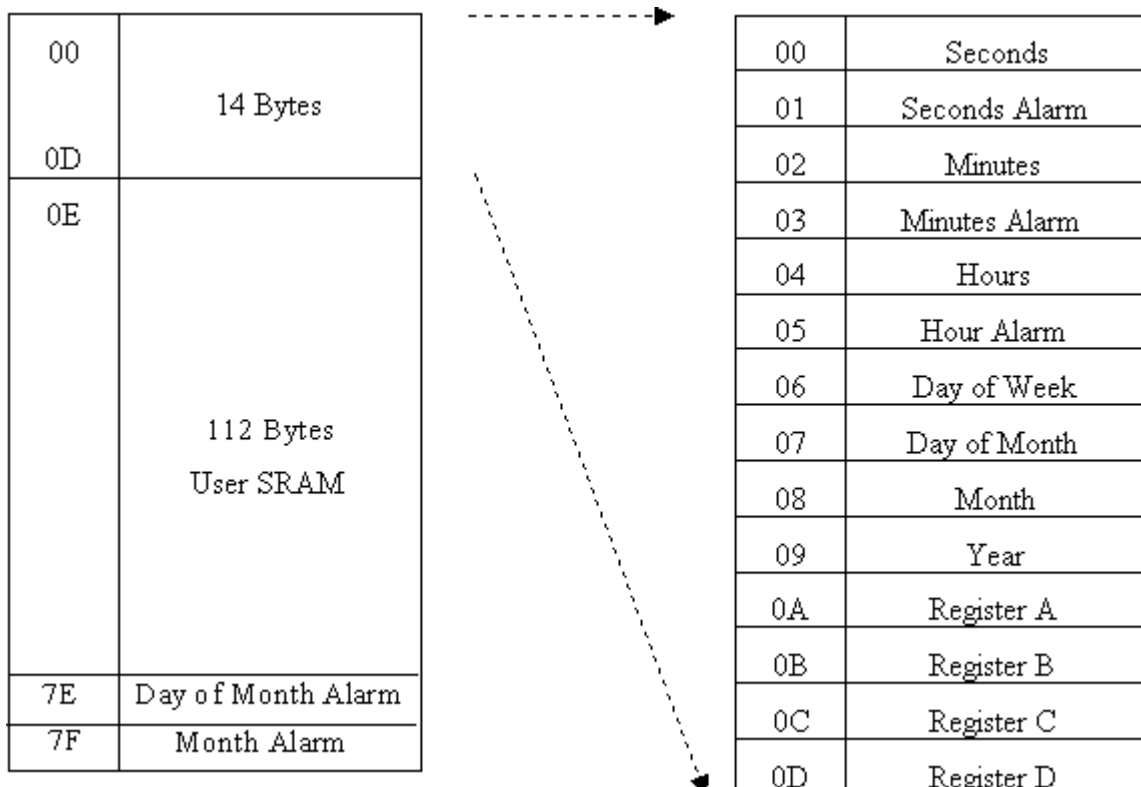 00
14 Bytes
0D
0E
112 Bytes
User SRAM
7E Day of Month Alarm
7F Month Alarm
00 Seconds
01 Seconds Alarm
02 Minutes
03 Minutes Alarm
04 Hours
05 Hour Alarm
06 Day of Week
07 Day of Month
08 Month
09 Year
0A Register A
0B Register B
0C Register C
0D Register D